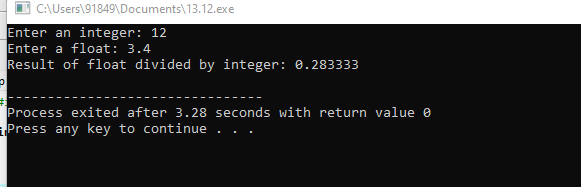 C:\Users\91849\Documents\13.12.exe
Enter an integer: 12
Enter a float: 3.4
Result of float divided by integer: 0.283333
--------------------------------
Process exited after 3.28 seconds with return value 0
Press any key to continue . . .